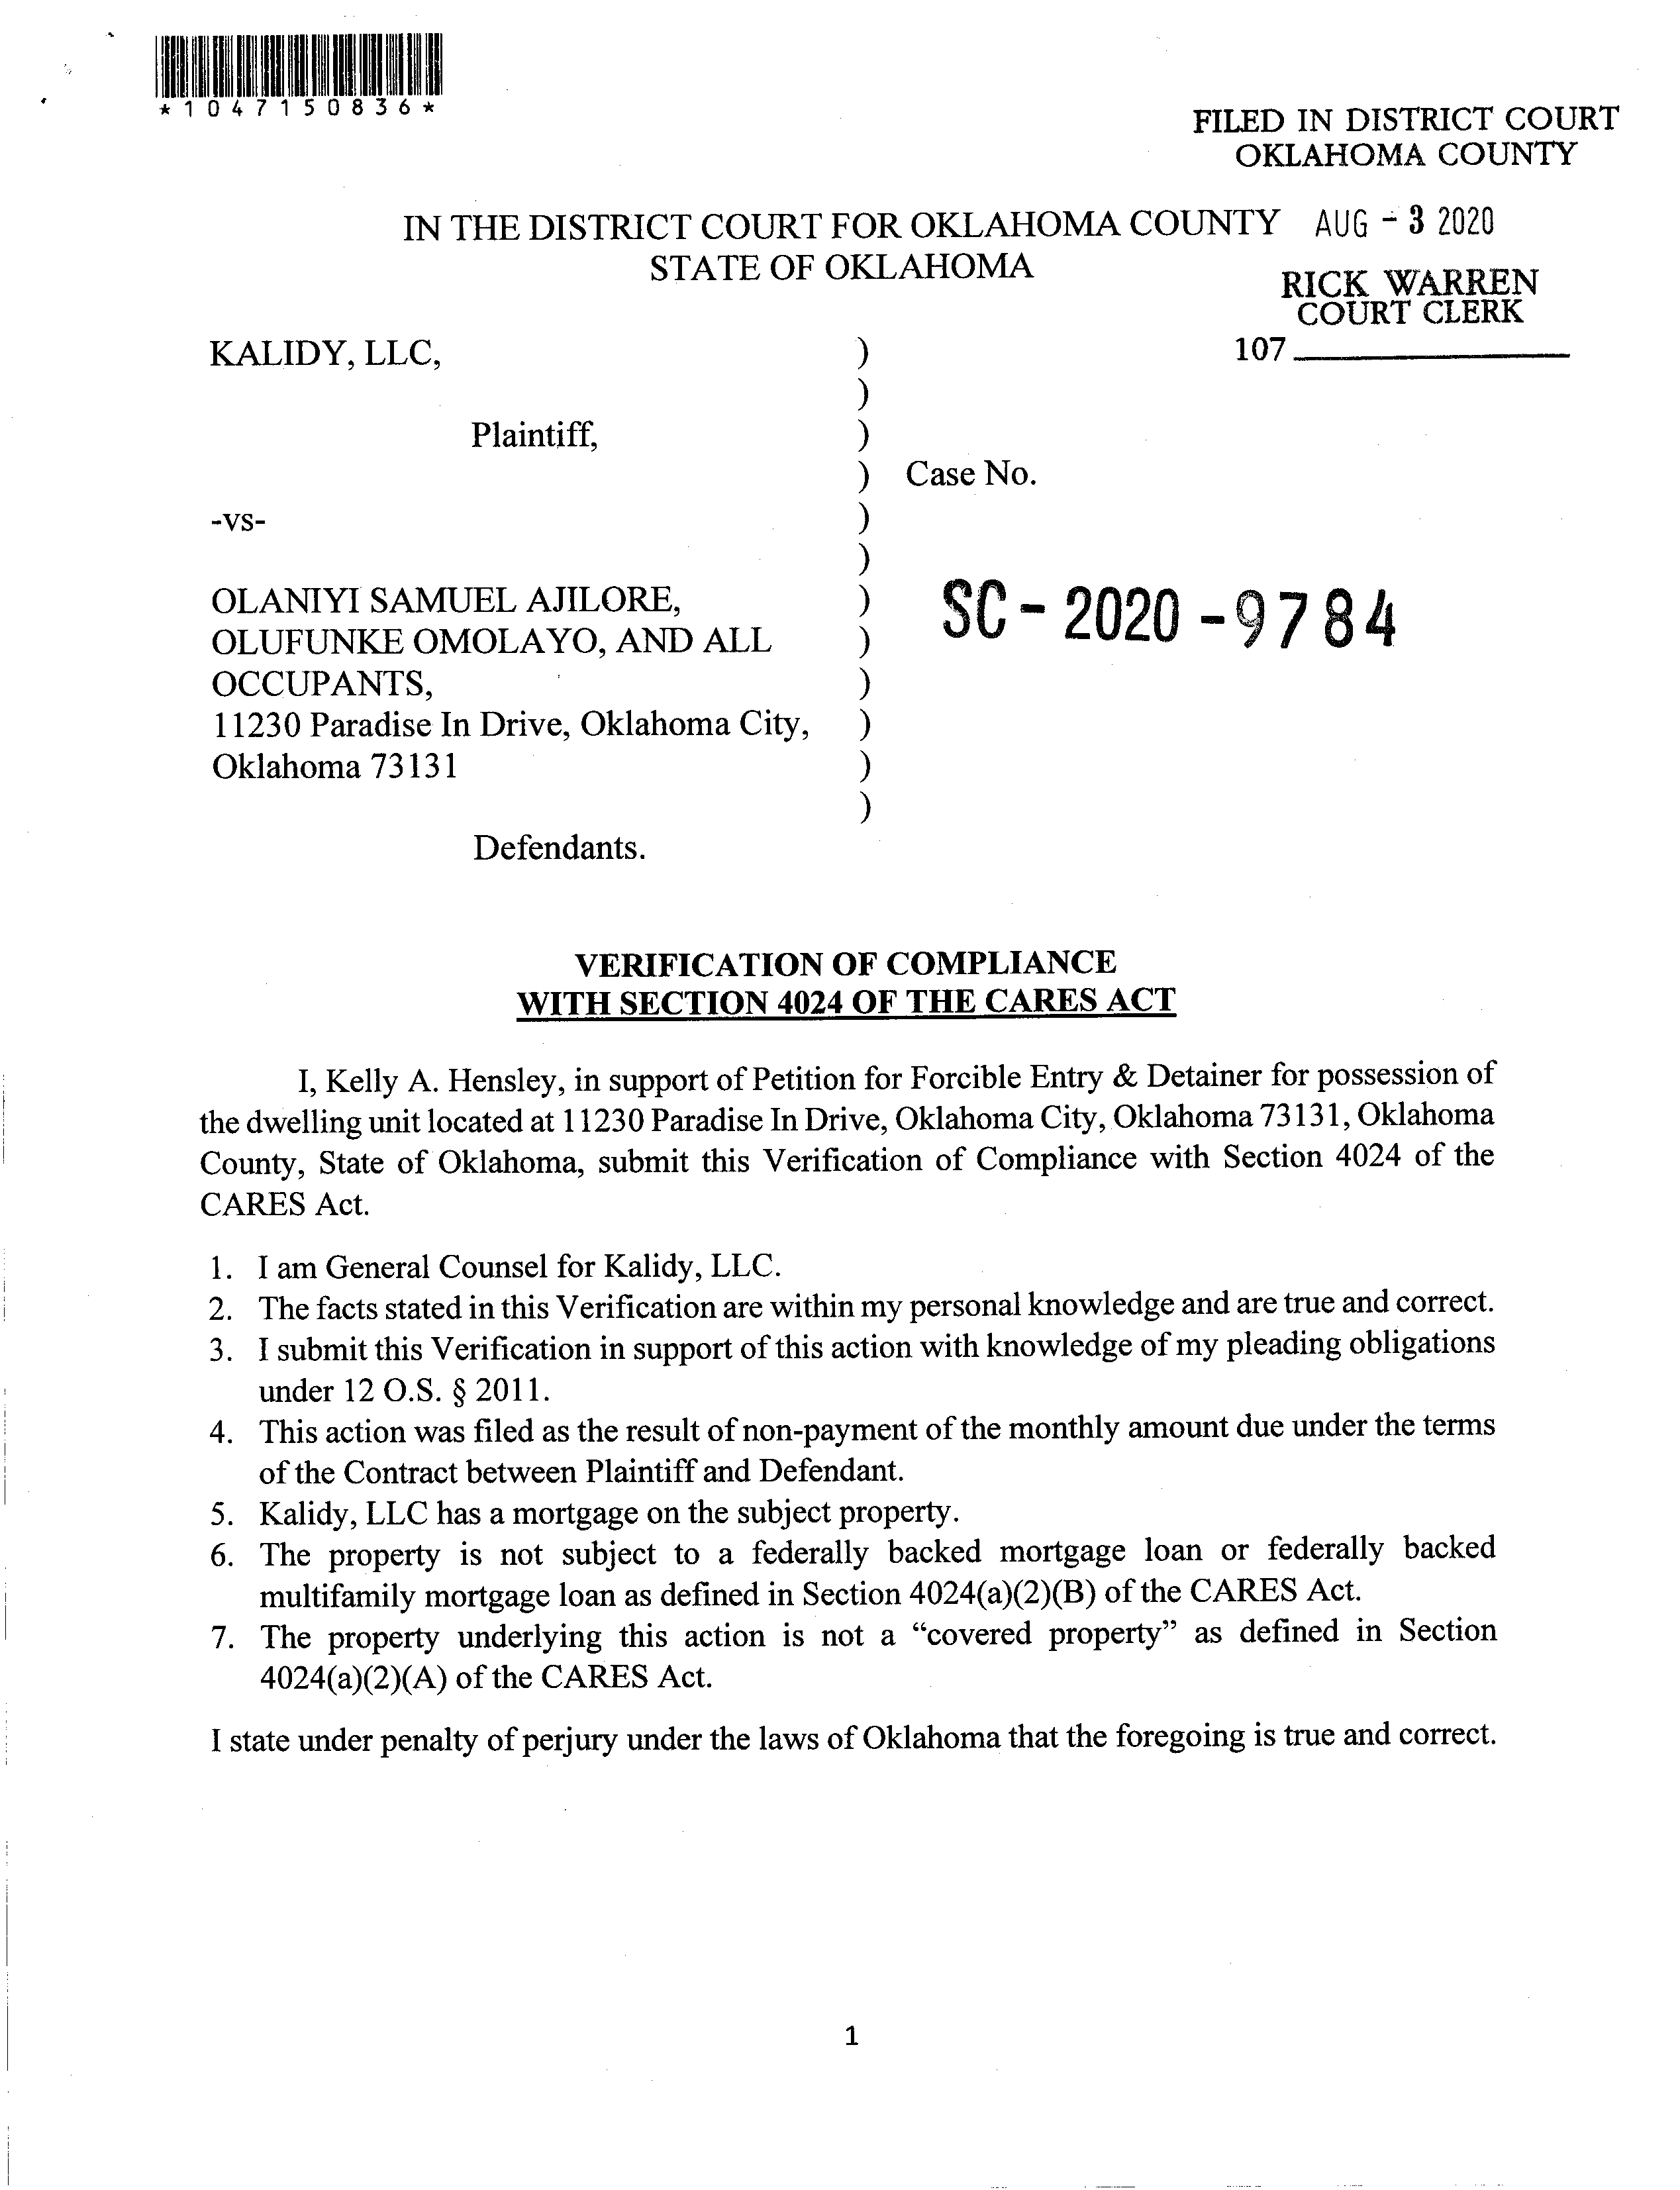 *1047150836*
FILED IN DISTRICT COURT
OKLAHOMA COUNTY
IN THE DISTRICT COURT FOR OKLAHOMA COUNTY AUG - 3 2020
STATE OF OKLAHOMA
RICK WARREN
COURT CLERK
KALIDY, LLC, )
107
)
Plaintiff, )
) Case No.
-vs- )
)
OLANIYI SAMUEL AJILORE, )
SC - 2020 - 9784
OLUFUNKE OMOLAYO, AND ALL )
OCCUPANTS, )
11230 Paradise In Drive, Oklahoma City, )
Oklahoma 73131 )
)
Defendants.
VERIFICATION OF COMPLIANCE
WITH SECTION 4024 OF THE CARES ACT
I, Kelly A. Hensley, in support of Petition for Forcible Entry & Detainer for possession of
the dwelling unit located at 11230 Paradise In Drive, Oklahoma City, Oklahoma 73131, Oklahoma
County, State of Oklahoma, submit this Verification of Compliance with Section 4024 of the
CARES Act.
1. I am General Counsel for Kalidy, LLC.
2. The facts stated in this Verification are within my personal knowledge and are true and correct.
3. I submit this Verification in support of this action with knowledge of my pleading obligations
under 12 O.S. § 2011.
4. This action was filed as the result of non-payment of the monthly amount due under the terms
of the Contract between Plaintiff and Defendant.
5. Kalidy, LLC has a mortgage on the subject property.
6. The property is not subject to a federally backed mortgage loan or federally backed
multifamily mortgage loan as defined in Section 4024(a)(2)(B) of the CARES Act.
7. The property underlying this action is not a “covered property” as defined in Section
4024(a)(2)(A) of the CARES Act.
I state under penalty of perjury under the laws of Oklahoma that the foregoing is true and correct.
1